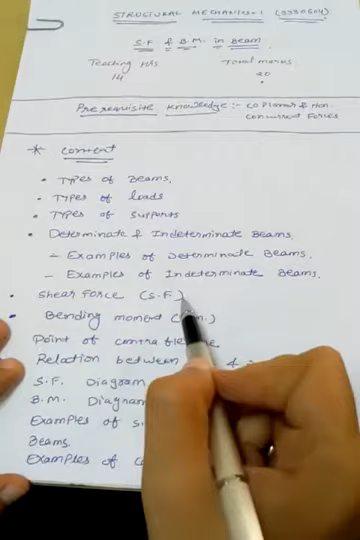 STRUCTURAL MECHANICS-I (3330604)
S.F. & B.M. in Beam
Teaching Hrs Total marks
14 20
Prerequisite Knowledge :- Coplanar & Non-
Concurrent Forces
* Content
• Types of Beams.
• Types of loads
• Types of supports
• Determinate & Indeterminate Beams.
- Examples of Determinate Beams.
- Examples of Indeterminate Beams.
• Shear Force (S.F.)
• Bending moment
Point of
Relation between &
S.F. Diagram
B.M. Diagram
Examples of
Beams.
Examples of